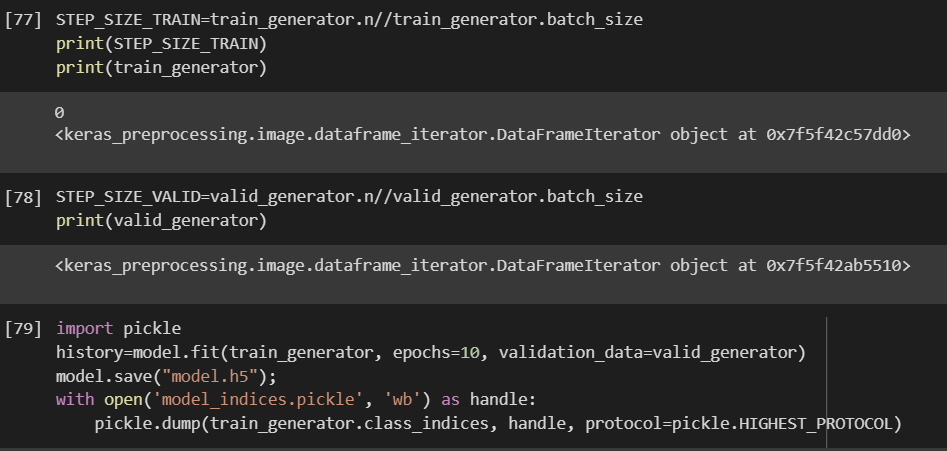 [77] STEP_SIZE_TRAIN=train_generator.n//train_generator.batch_size
print(STEP_SIZE_TRAIN)
print(train_generator)
0
<keras_preprocessing.image.dataframe_iterator.DataFrameIterator object at 0x7f5f42c57dd0>
[78] STEP_SIZE_VALID=valid_generator.n//valid_generator.batch_size
print(valid_generator)
<keras_preprocessing.image.dataframe_iterator.DataFrameIterator object at 0x7f5f42ab5510>
[79] import pickle
history=model.fit(train_generator, epochs=10, validation_data=valid_generator)
model.save("model.h5");
with open('model_indices.pickle', 'wb') as handle:
    pickle.dump(train_generator.class_indices, handle, protocol=pickle.HIGHEST_PROTOCOL)